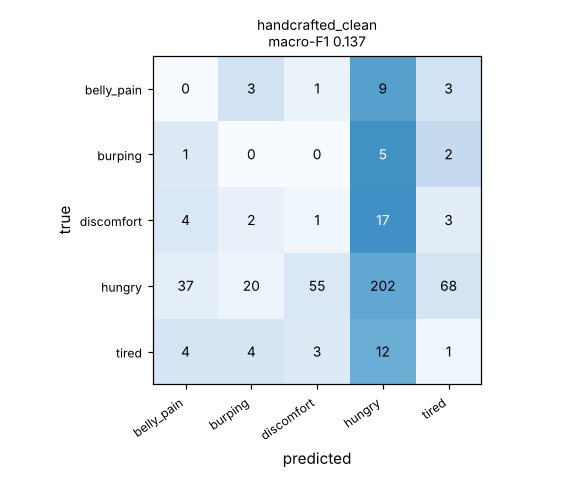 handcrafted_clean
macro-F1 0.137
true
belly_pain 0 3 1 9 3
burping 1 0 0 5 2
discomfort 4 2 1 17 3
hungry 37 20 55 202 68
tired 4 4 3 12 1
belly_pain burping discomfort hungry tired
predicted